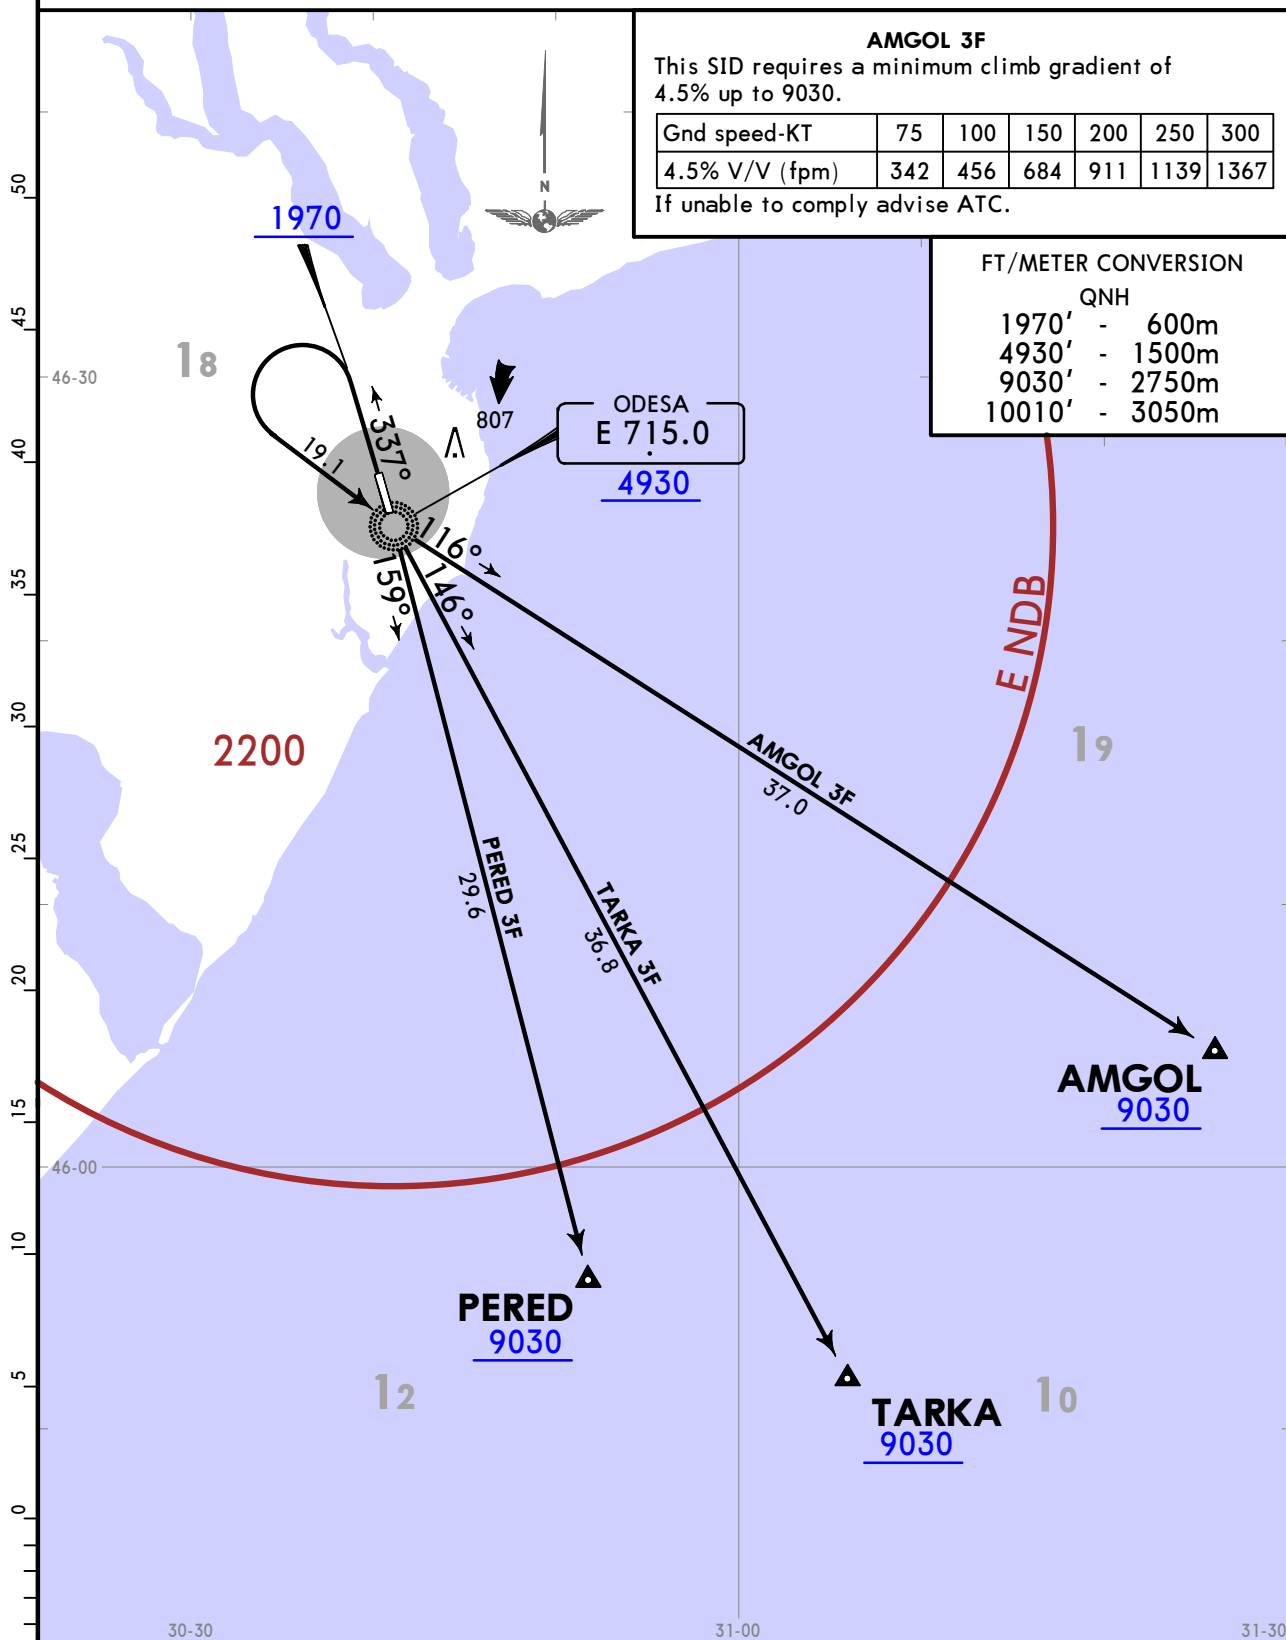 AMGOL 3F
This SID requires a minimum climb gradient of
4.5% up to 9030.
Gnd speed-KT 75 100 150 200 250 300
4.5% V/V (fpm) 342 456 684 911 1139 1367
If unable to comply advise ATC.
FT/METER CONVERSION
QNH
1970' - 600m
4930' - 1500m
9030' - 2750m
10010' - 3050m
N
1970
18
46-30
807
ODESA
E 715.0
4930
19.1
337°
116°
146°
159°
E NDB
2200
19
AMGOL 3F
37.0
PERED 3F
29.6
TARKA 3F
36.8
AMGOL
9030
46-00
PERED
9030
12
TARKA
9030
10
50
45
40
35
30
25
20
15
10
5
0
30-30
31-00
31-30